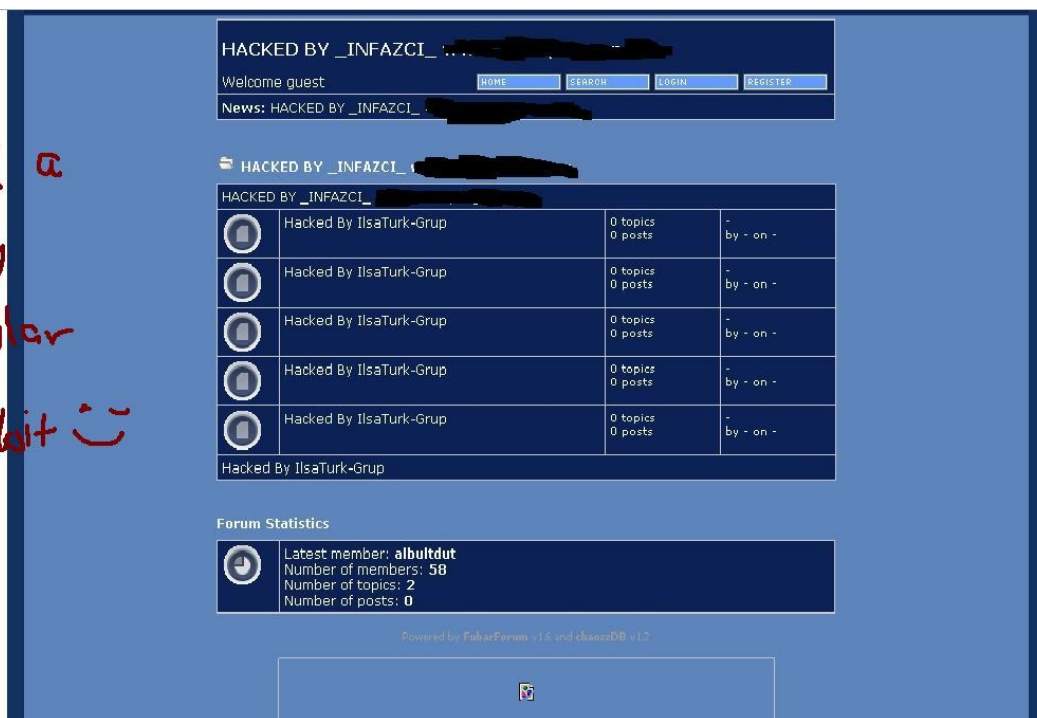 HACKED BY _INFAZCI_
Welcome guest
HOME SEARCH LOGIN REGISTER
News: HACKED BY _INFAZCI_
a
HACKED BY _INFAZCI_
HACKED BY _INFAZCI_
Hacked By IlsaTurk-Grup 0 topics - 
0 posts by - on -
Hacked By IlsaTurk-Grup 0 topics -
0 posts by - on -
Hacked By IlsaTurk-Grup 0 topics -
0 posts by - on -
Hacked By IlsaTurk-Grup 0 topics -
0 posts by - on -
Hacked By IlsaTurk-Grup 0 topics -
0 posts by - on -
Hacked By IlsaTurk-Grup
Forum Statistics
Latest member: albultdut
Number of members: 58
Number of topics: 2
Number of posts: 0
Powered by FubarForum v1.6 and chaozzDB v1.2